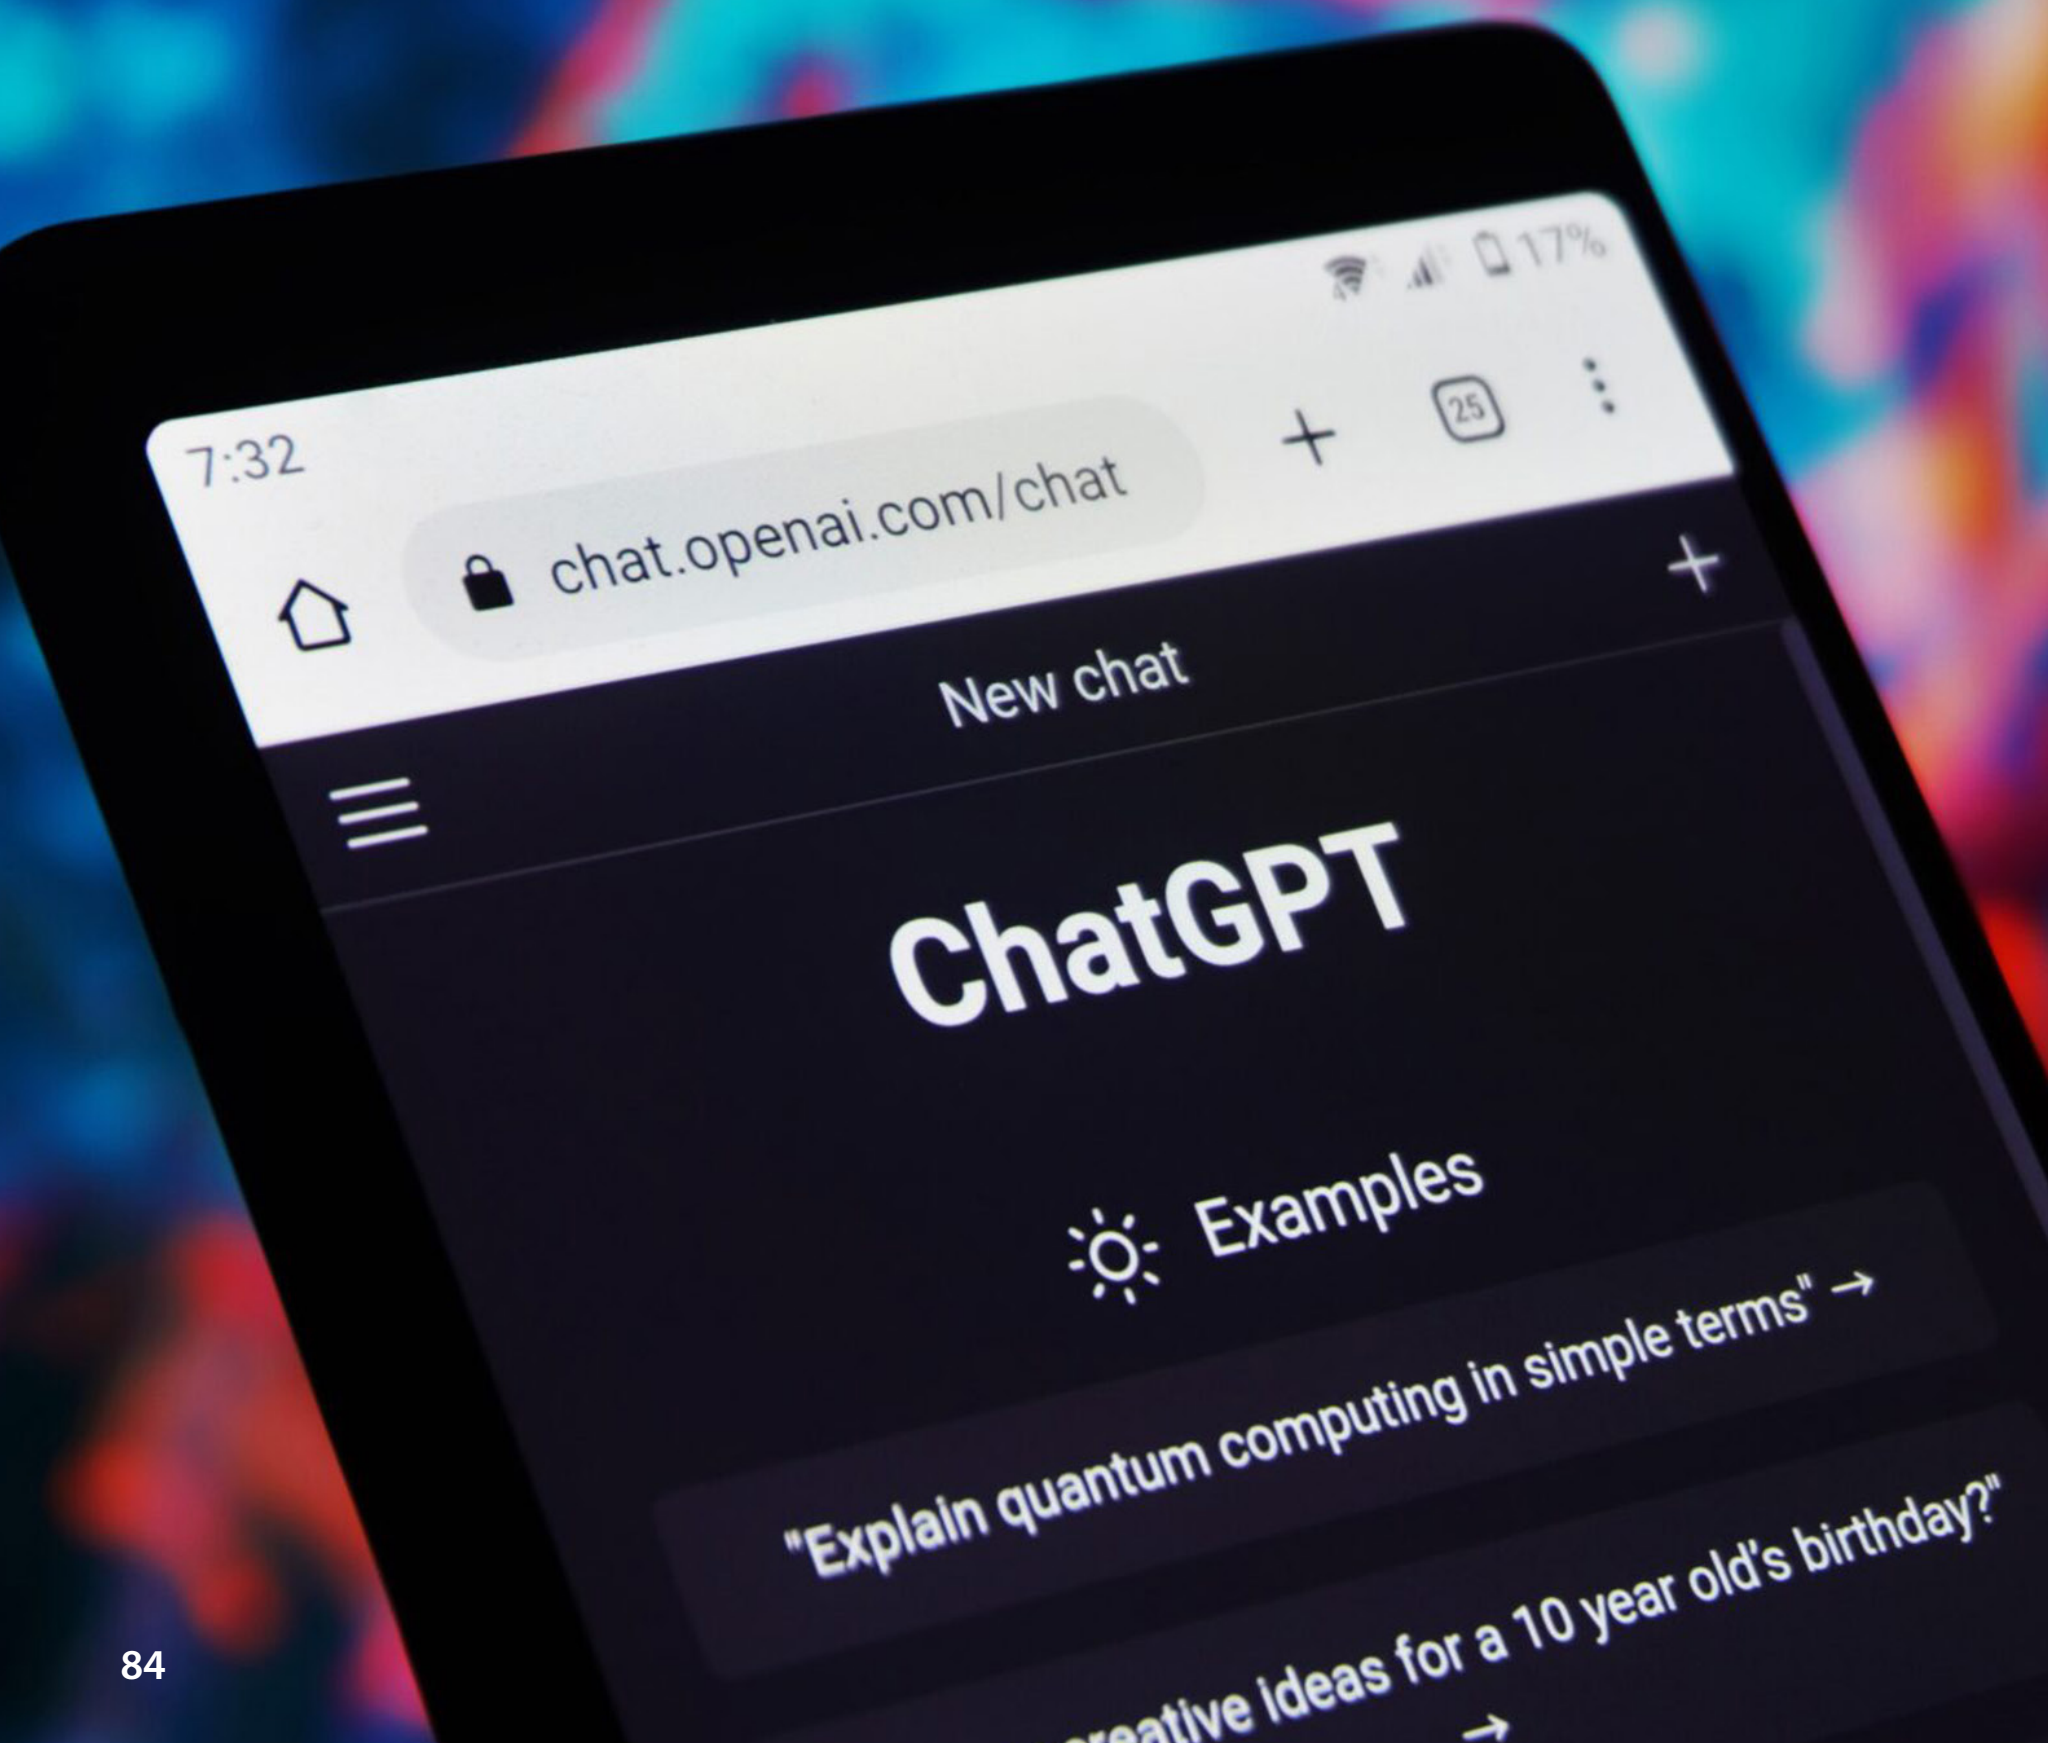 7:32
17%
chat.openai.com/chat
25
New chat
ChatGPT
Examples
"Explain quantum computing in simple terms" →
creative ideas for a 10 year old's birthday?"
→
84